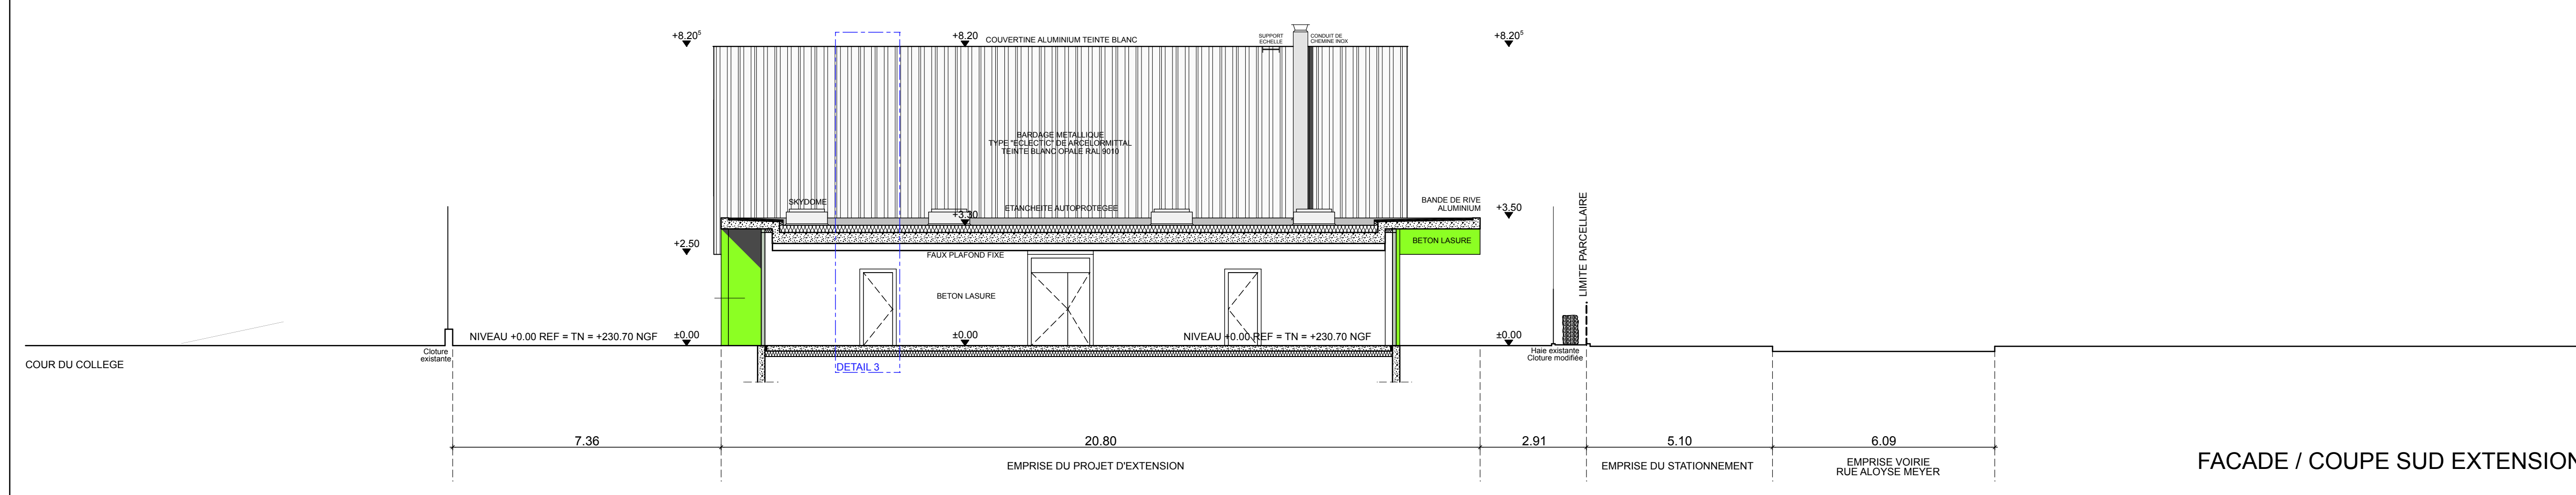 +8.20⁵
+8.20
COUVERTINE ALUMINIUM TEINTE BLANC
SUPPORT
ECHELLE
CONDUIT DE
CHEMINE INOX
+8.20⁵
BARDAGE METALLIQUE
TYPE "ECLECTIC" DE ARCELORMITTAL
TEINTE BLANC OPALE RAL 9010
SKYDOME
ETANCHEITE AUTOPROTEGEE
+3.30
BANDE DE RIVE
ALUMINIUM
+3.50
LIMITE PARCELLAIRE
+2.50
BETON LASURE
FAUX PLAFOND FIXE
BETON LASURE
NIVEAU +0.00 REF = TN = +230.70 NGF
±0.00
±0.00
NIVEAU +0.00 REF = TN = +230.70 NGF
±0.00
Cloture
existante
Haie existante
Cloture modifiée
COUR DU COLLEGE
DETAIL 3
7.36
20.80
2.91
5.10
6.09
EMPRISE DU PROJET D'EXTENSION
EMPRISE DU STATIONNEMENT
EMPRISE VOIRIE
RUE ALOYSE MEYER
FACADE / COUPE SUD EXTENSION